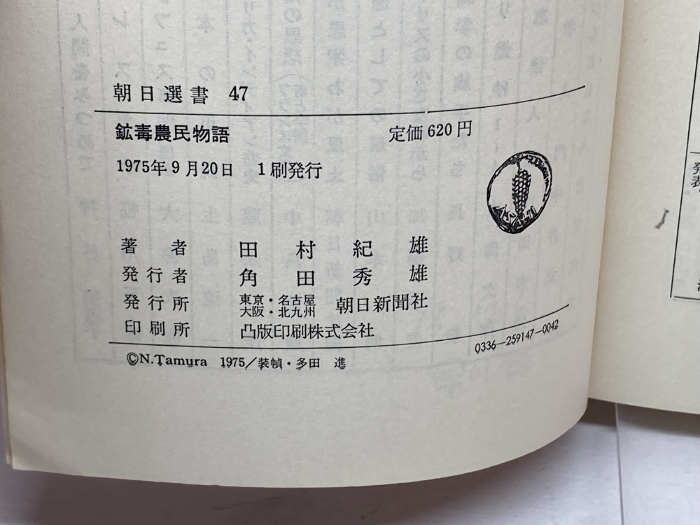 朝日選書 47
鉱毒農民物語 定価620円
1975年9月20日 1刷発行
著者 田村紀雄
発行者 角田秀雄
発行所 東京・名古屋 大阪・北九州 朝日新聞社
印刷所 凸版印刷株式会社
©N.Tamura 1975/装幀・多田 進
0336-259147-0042